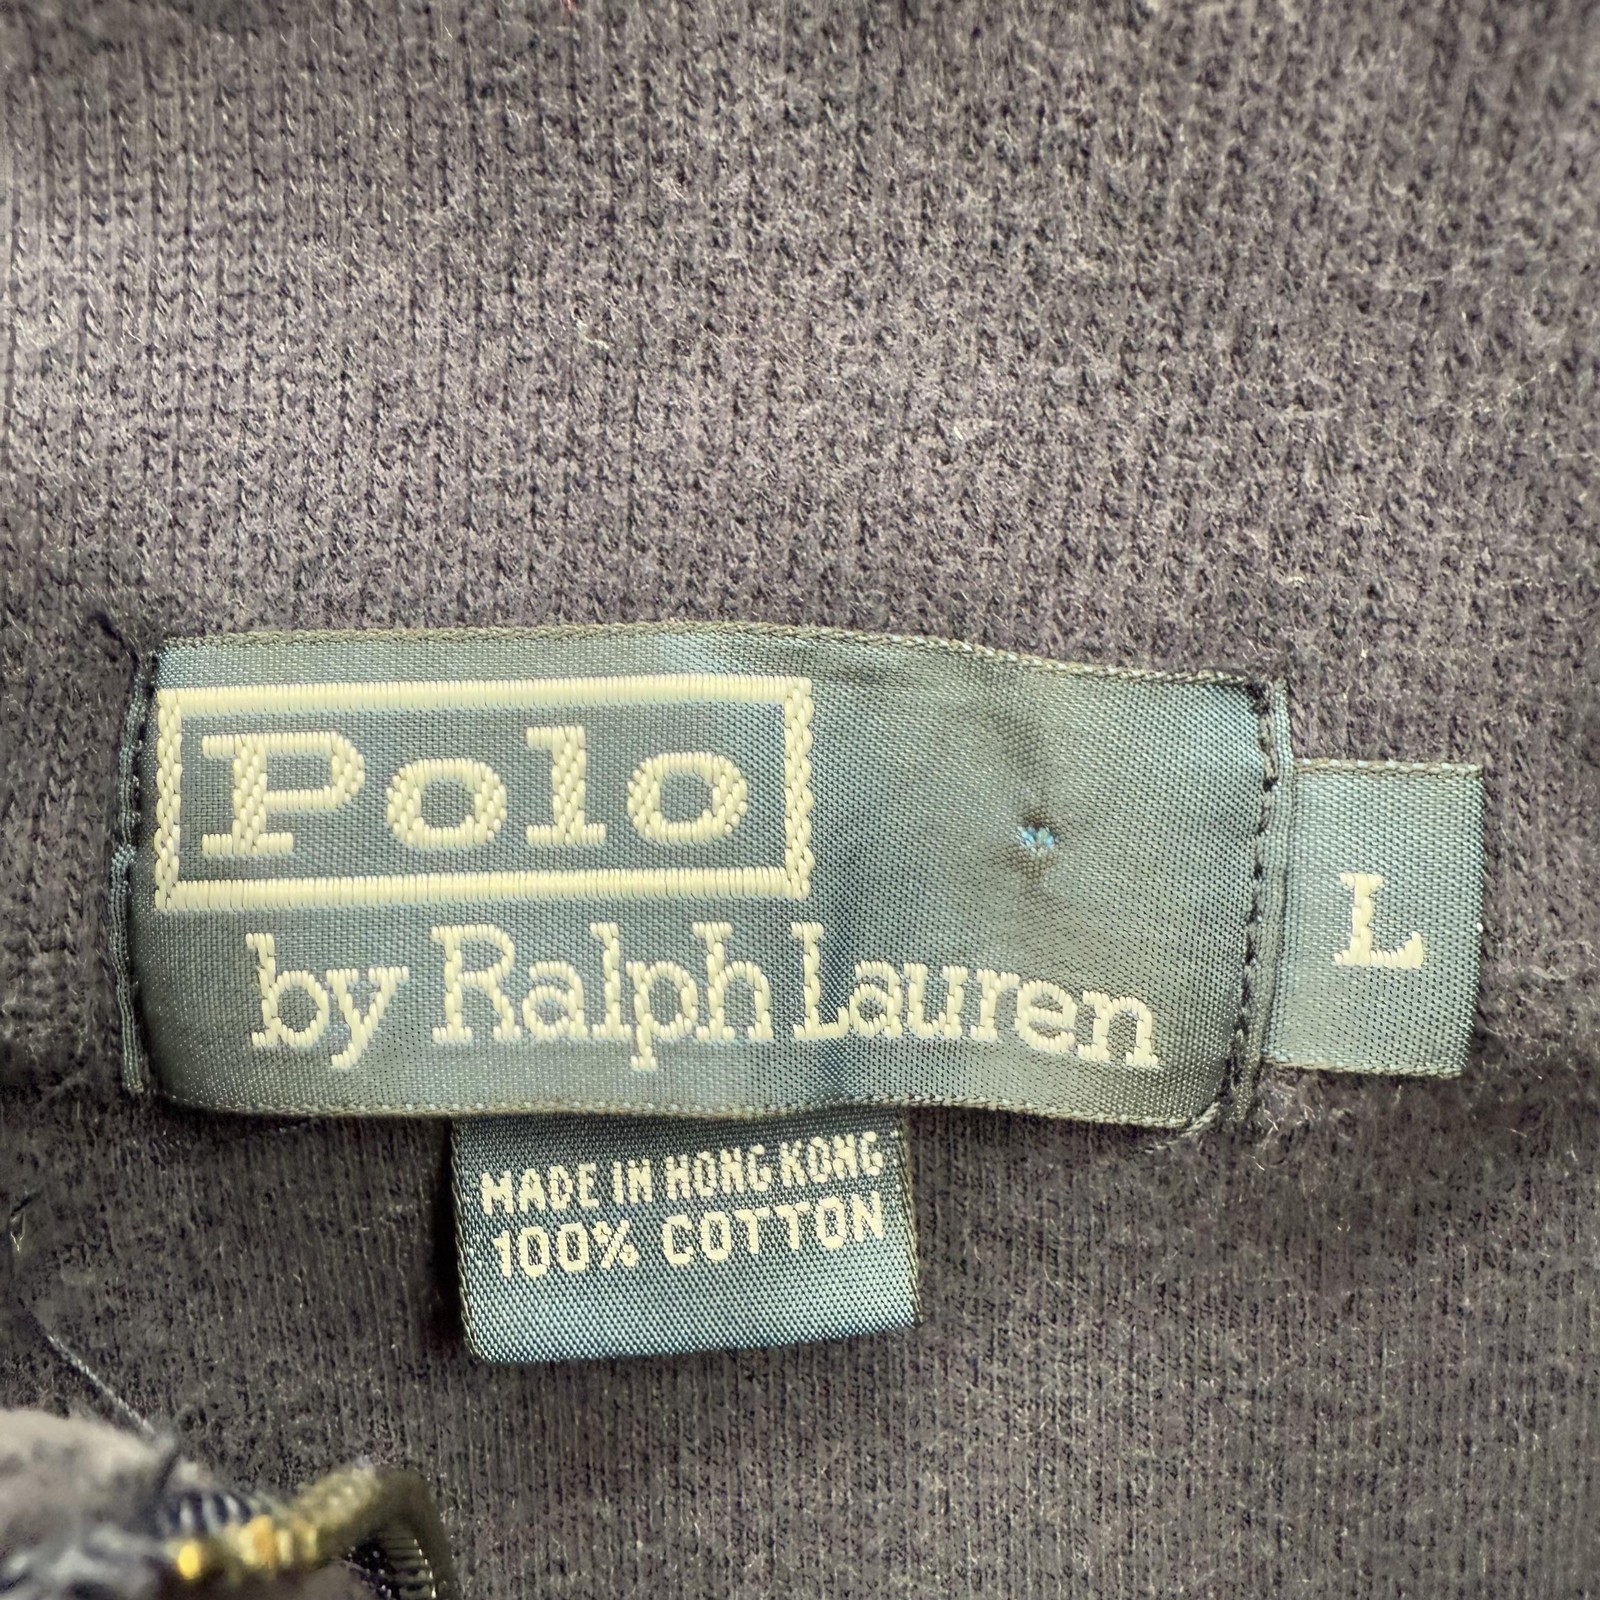 Polo
by Ralph Lauren
L
MADE IN HONG KONG
100% COTTON